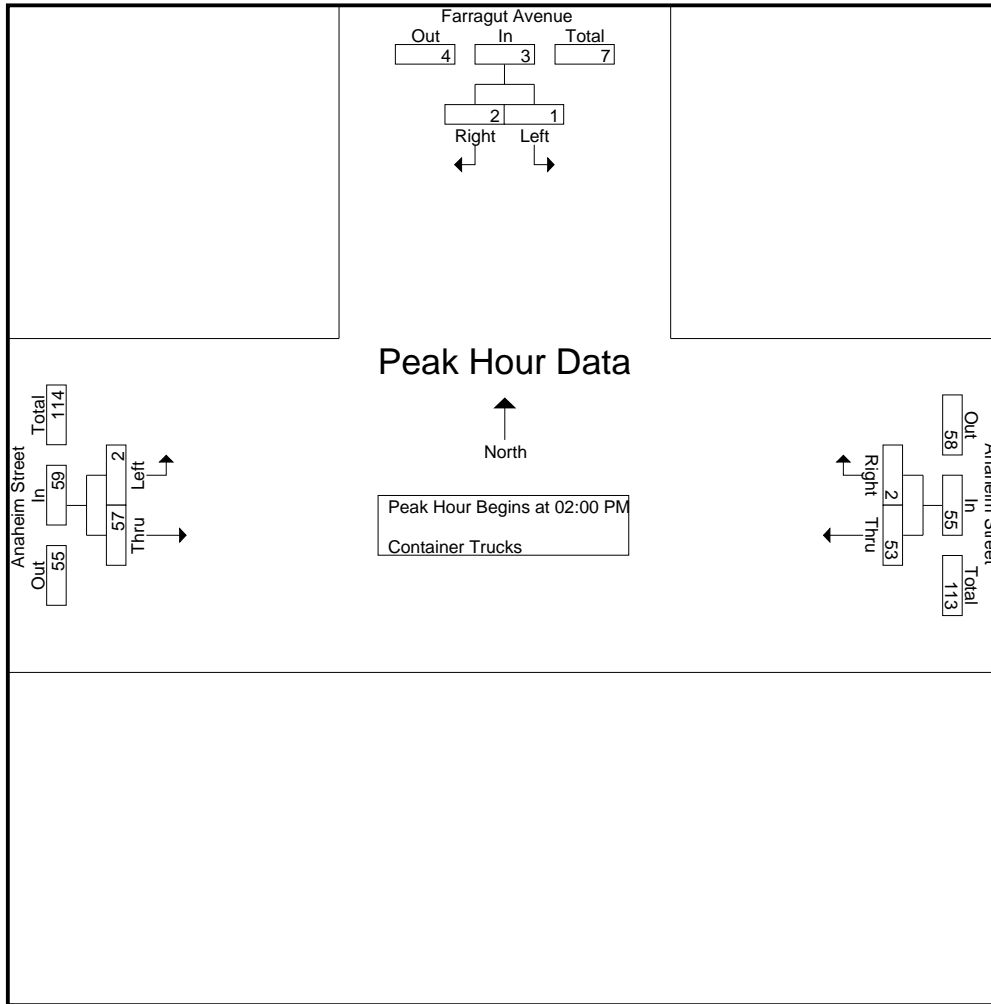 Farragut Avenue
Out In Total
4 3 7
2 1
Right Left
Peak Hour Data
North
Peak Hour Begins at 02:00 PM
Container Trucks
Anaheim Street
Total In Out
114 59 55
2 57
Left Thru
Anaheim Street
Out In Total
58 55 113
2 53
Right Thru